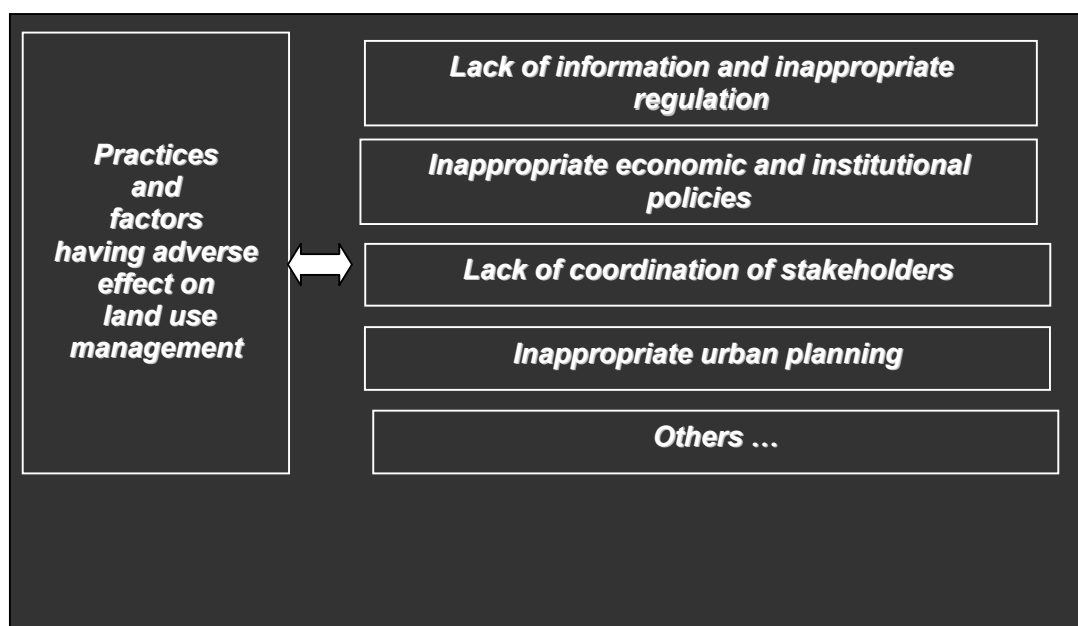 Practices
and
factors
having adverse
effect on
land use
management
Lack of information and inappropriate
regulation
Inappropriate economic and institutional
policies
Lack of coordination of stakeholders
Inappropriate urban planning
Others …